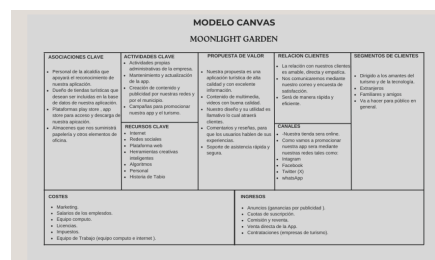 MODELO CANVAS
MOONLIGHT GARDEN
ASOCIACIONES CLAVE
Personal de la alcaldía que
apoyará el reconocimiento de
nuestra aplicación.
Dueño de tiendas turísticas que
desean ser incluidas en la base
de datos de nuestra aplicación.
Plataformas play store , app
store para acceso y descarga de
nuestra aplicación.
Almacenes que nos suministrá
papelería y otros elementos de
oficina.
ACTIVIDADES CLAVE
Actividades propias
administrativas de la empresa.
Mantenimiento y actualización
de la app.
Creación de contenido y
publicidad por nuestras redes y
por el municipio.
Campañas para promocionar
nuestra app y el turismo.
RECURSOS CLAVE
Internet
Redes sociales
Plataforma web
Herramientas creativas
inteligentes
Algoritmos
Personal
Historia de Tabio
PROPUESTA DE VALOR
Nuestra propuesta es una
aplicación turística de alta
calidad y con excelente
información.
Contenido de multimedia,
videos con buena calidad.
Nuestro diseño y su utilidad es
llamativo lo cual atraerá
clientes.
Comentarios y reseñas, para
que los usuarios hablen de sus
experiencias.
Soporte de asistencia rápida y
segura.
RELACION CLIENTES
La relación con nuestros clientes
es amable, directa y empatica.
Nos comunicaremos mediante
nuestro correo y encuesta de
satisfacción.
Será de manera rápida y
eficiente.
CANALES
-Nuestra tienda sera online.
Como vamos a promocionar
nuestra app sera mediante
nuestras redes sales como:
Intagram
Facebook
Twitter (X)
whatsApp
SEGMENTOS DE CLIENTES
Dirigido a los amantes del
turismo y de la tecnología.
Extranjeros
Familiares y amigos
Va a hacer para público en
general.
COSTES
Marketing.
Salarios de los empleados.
Equipo computo.
Licencias.
Impuestos.
Equipo de Trabajo (equipo computo e internet ).
INGRESOS
Anuncios (ganancias por publicidad ).
Cuotas de suscripción.
Comisión y reventa.
Venta directa de la App.
Contrataciones (empresas de turismo).